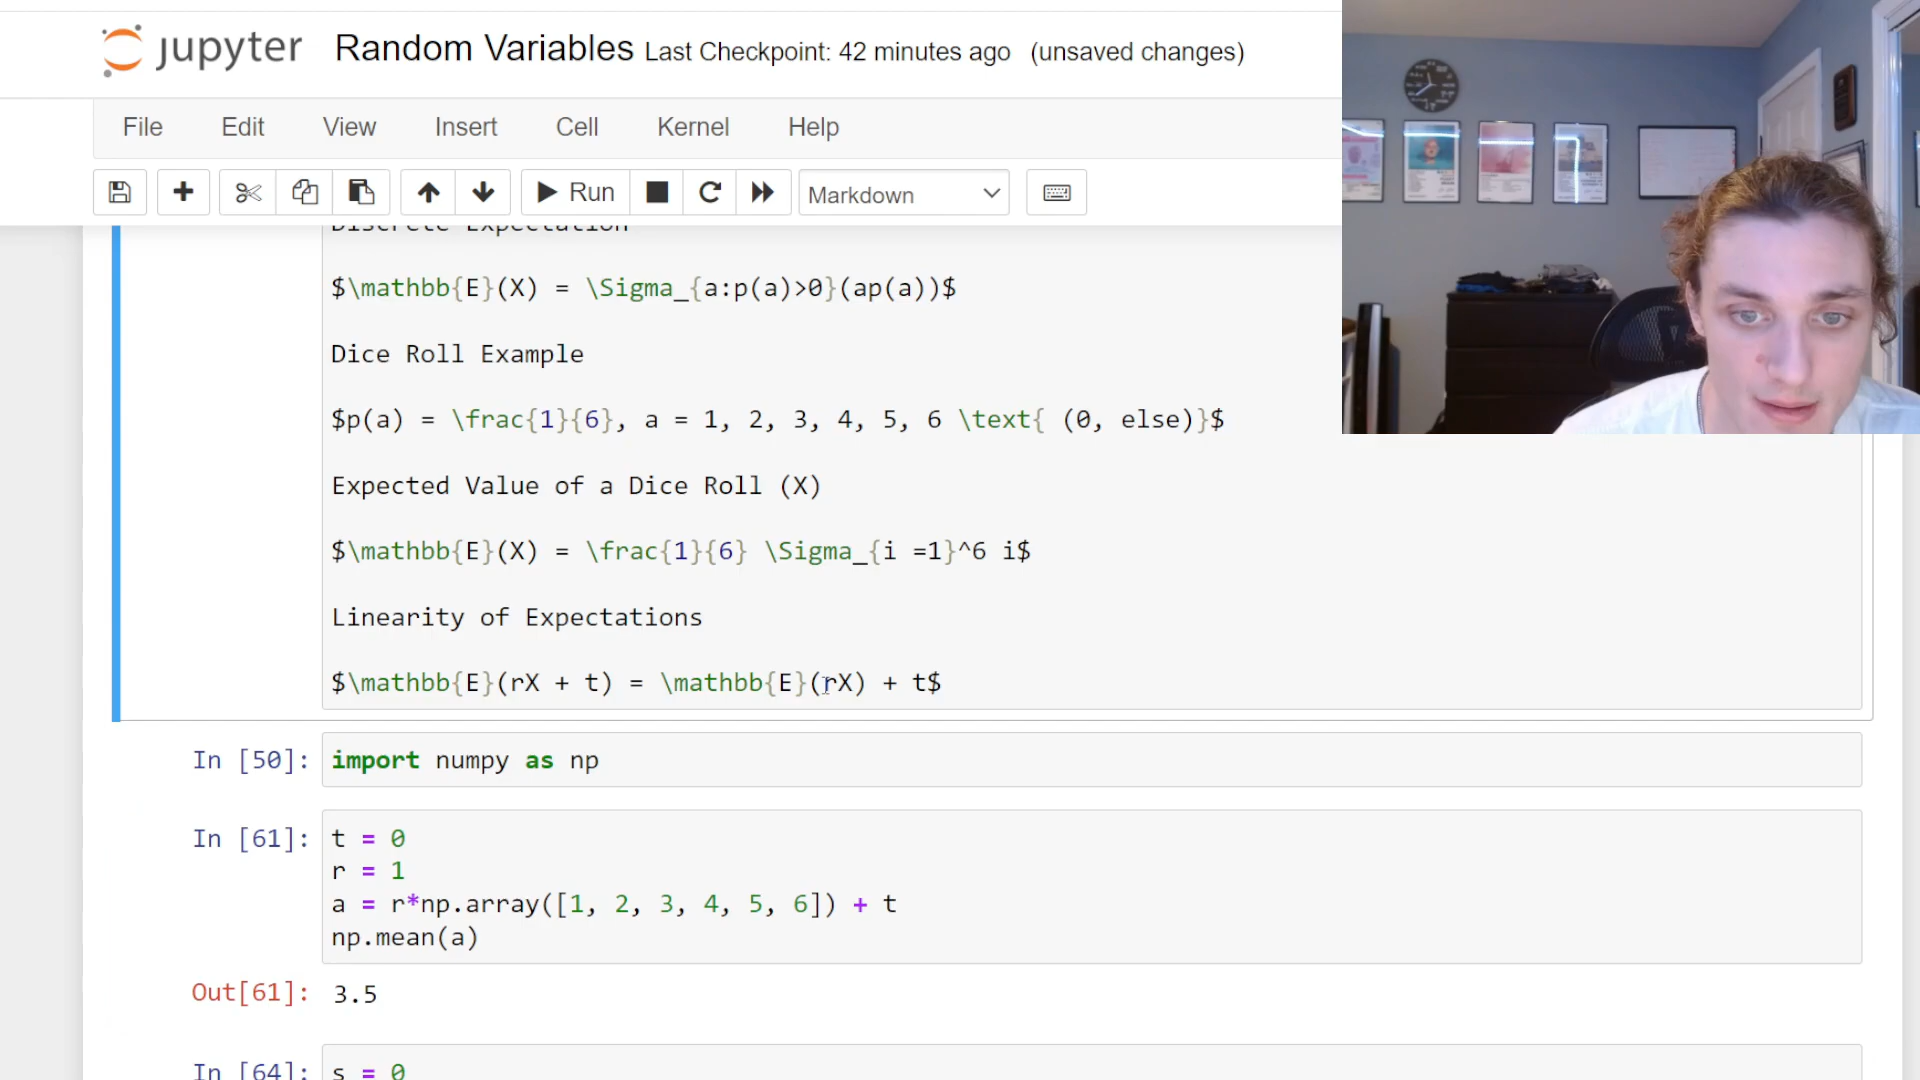 jupyter Random Variables Last Checkpoint: 42 minutes ago (unsaved changes)
File Edit View Insert Cell Kernel Help
Run Markdown
Discrete Expectation
$\mathbb{E}(X) = \Sigma_{a:p(a)>0}(ap(a))$
Dice Roll Example
$p(a) = \frac{1}{6}, a = 1, 2, 3, 4, 5, 6 \text{ (0, else)}$
Expected Value of a Dice Roll (X)
$\mathbb{E}(X) = \frac{1}{6} \Sigma_{i =1}^6 i$
Linearity of Expectations
$\mathbb{E}(rX + t) = \mathbb{E}(rX) + t$
In [50]: import numpy as np
In [61]: t = 0
r = 1
a = r*np.array([1, 2, 3, 4, 5, 6]) + t
np.mean(a)
Out[61]: 3.5
In [64]: s = 0